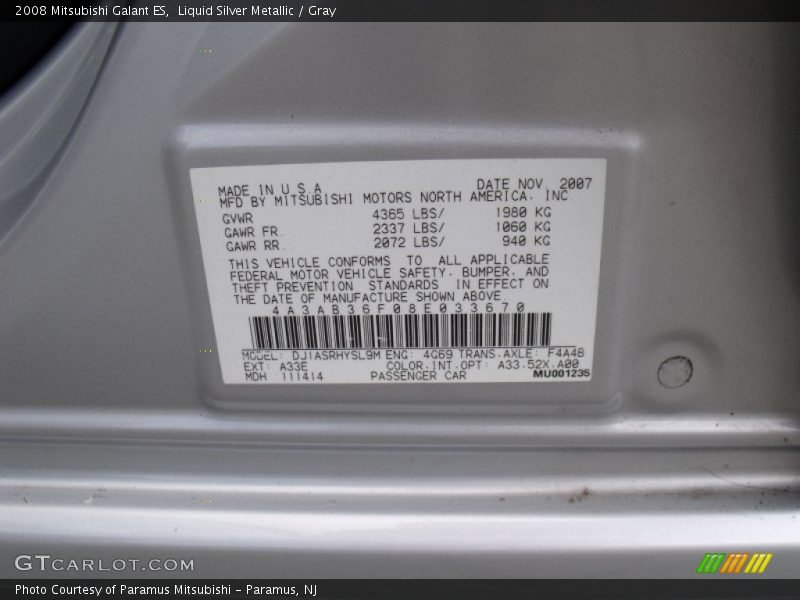 2008 Mitsubishi Galant ES,  Liquid Silver Metallic / Gray
MADE IN U.S.A    DATE NOV  2007
MFD BY MITSUBISHI MOTORS NORTH AMERICA, INC.
GVWR 4365 LBS/ 1980 KG
GAWR FR. 2337 LBS/ 1060 KG
GAWR RR. 2072 LBS/ 940 KG
THIS VEHICLE CONFORMS TO ALL APPLICABLE
FEDERAL MOTOR VEHICLE SAFETY, BUMPER, AND
THEFT PREVENTION STANDARDS IN EFFECT ON
THE DATE OF MANUFACTURE SHOWN ABOVE
4A3AB36F08E033670
MODEL: DJ1ASRHYSL9M ENG: 4G69 TRANS.AXLE: F4A4B
EXT: A33E COLOR.INT.OPT: A33.52X.A00
MDH 111414 PASSENGER CAR MU001235
GTCARLOT.COM
Photo Courtesy of Paramus Mitsubishi - Paramus, NJ